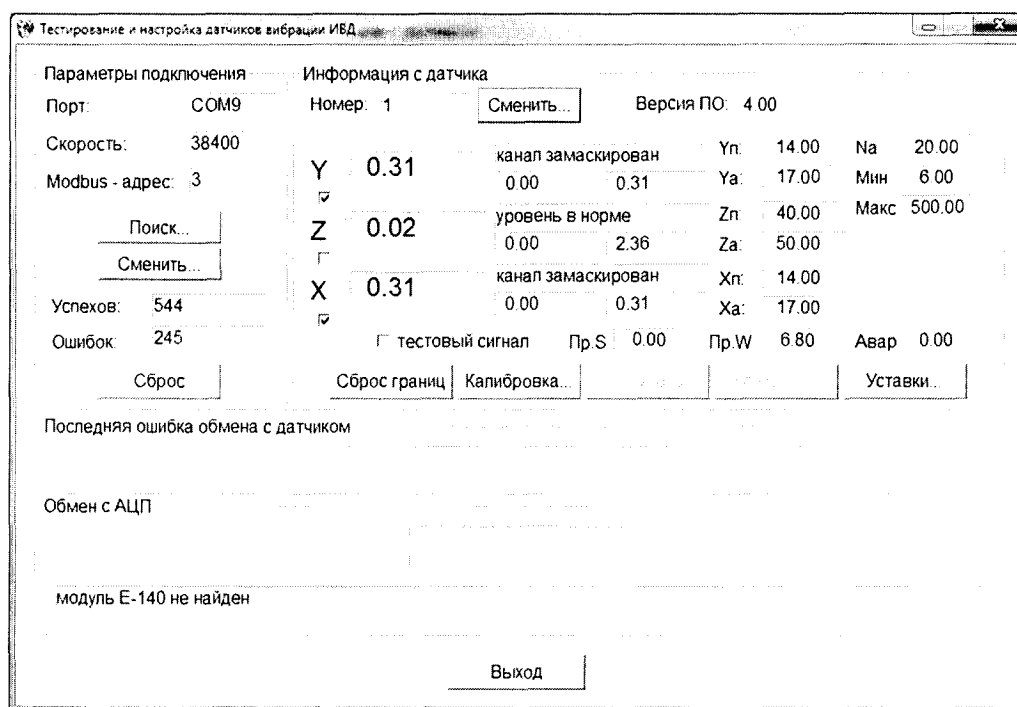 Тестирование и настройка датчиков вибрации ИВД
Параметры подключения
Порт: COM9
Скорость: 38400
Modbus - адрес: 3
Поиск...
Сменить...
Успехов: 544
Ошибок: 245
Сброс
Информация с датчика
Номер: 1 Сменить... Версия ПО: 4.00
Y 0.31 канал замаскирован
0.00 0.31
Yп: 14.00 Na 20.00
Yа: 17.00 Мин 6.00
Z 0.02 уровень в норме
0.00 2.36
Zп: 40.00 Макс 500.00
Zа: 50.00
X 0.31 канал замаскирован
0.00 0.31
Xп: 14.00
Xа: 17.00
тестовый сигнал Пр.S 0.00 Пр.W 6.80 Авар 0.00
Сброс границ Калибровка... Уставки...
Последняя ошибка обмена с датчиком
Обмен с АЦП
модуль E-140 не найден
Выход